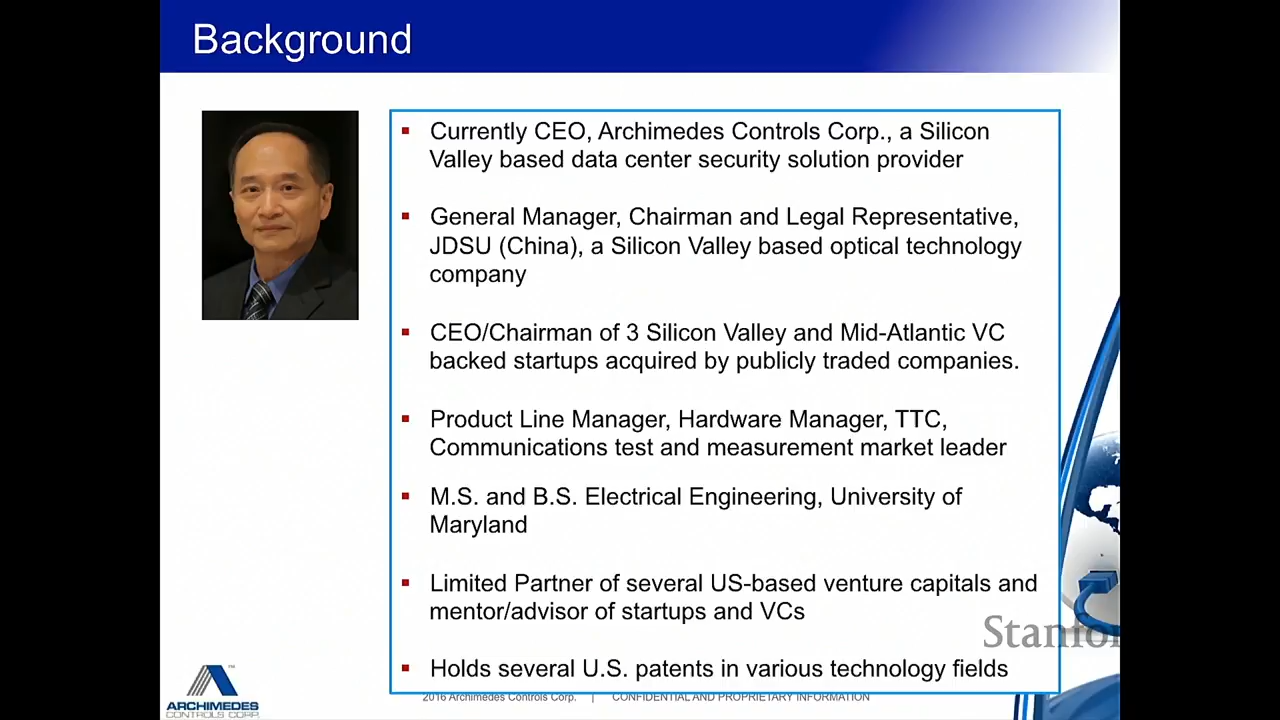 Background
Currently CEO, Archimedes Controls Corp., a Silicon
Valley based data center security solution provider
General Manager, Chairman and Legal Representative,
JDSU (China), a Silicon Valley based optical technology
company
CEO/Chairman of 3 Silicon Valley and Mid-Atlantic VC
backed startups acquired by publicly traded companies.
Product Line Manager, Hardware Manager, TTC,
Communications test and measurement market leader
M.S. and B.S. Electrical Engineering, University of
Maryland
Limited Partner of several US-based venture capitals and
mentor/advisor of startups and VCs
Stanfor
Holds several U.S. patents in various technology fields
2016 Archimedes Controls Corp. | CONFIDENTIAL AND PROPRIETARY INFORMATION
™
ARCHIMEDES
CONTROLS CORP.